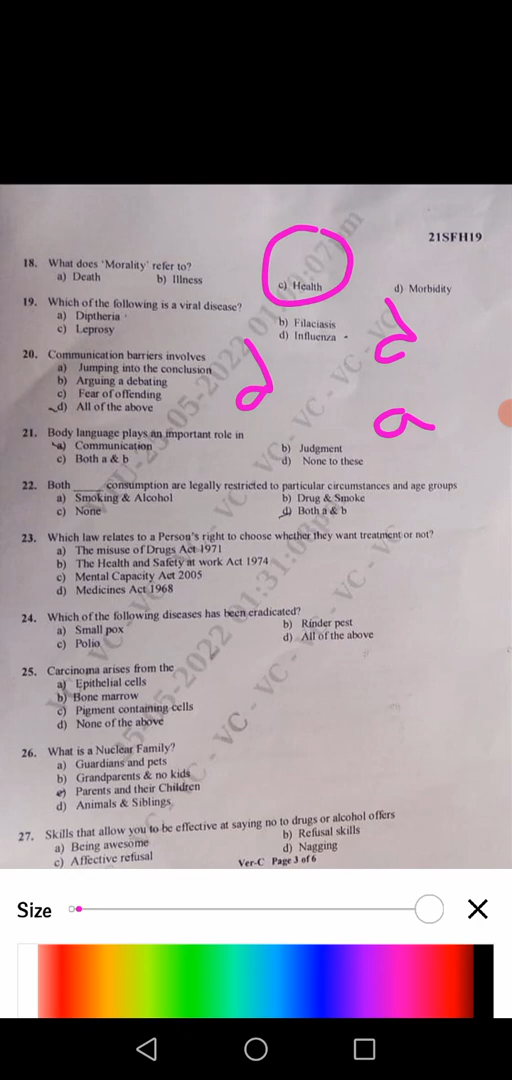 21SFH19
18. What does 'Morality' refer to?
a) Death b) Illness c) Health d) Morbidity
19. Which of the following is a viral disease?
a) Diptheria b) Filaciasis
c) Leprosy d) Influenza
20. Communication barriers involves
a) Jumping into the conclusion
b) Arguing a debating
c) Fear of offending
d) All of the above
d
d
21. Body language plays an important role in
a) Communication b) Judgment
c) Both a & b d) None to these
a
22. Both ____ consumption are legally restricted to particular circumstances and age groups
a) Smoking & Alcohol b) Drug & Smoke
c) None d) Both a & b
23. Which law relates to a Person's right to choose whether they want treatment or not?
a) The misuse of Drugs Act 1971
b) The Health and Safety at work Act 1974
c) Mental Capacity Act 2005
d) Medicines Act 1968
24. Which of the following diseases has been eradicated?
a) Small pox b) Rinder pest
c) Polio d) All of the above
25. Carcinoma arises from the
a) Epithelial cells
b) Bone marrow
c) Pigment containing cells
d) None of the above
26. What is a Nuclear Family?
a) Guardians and pets
b) Grandparents & no kids
c) Parents and their Children
d) Animals & Siblings
27. Skills that allow you to be effective at saying no to drugs or alcohol offers
a) Being awesome b) Refusal skills
c) Affective refusal d) Nagging
Ver-C Page 3 of 6
Size